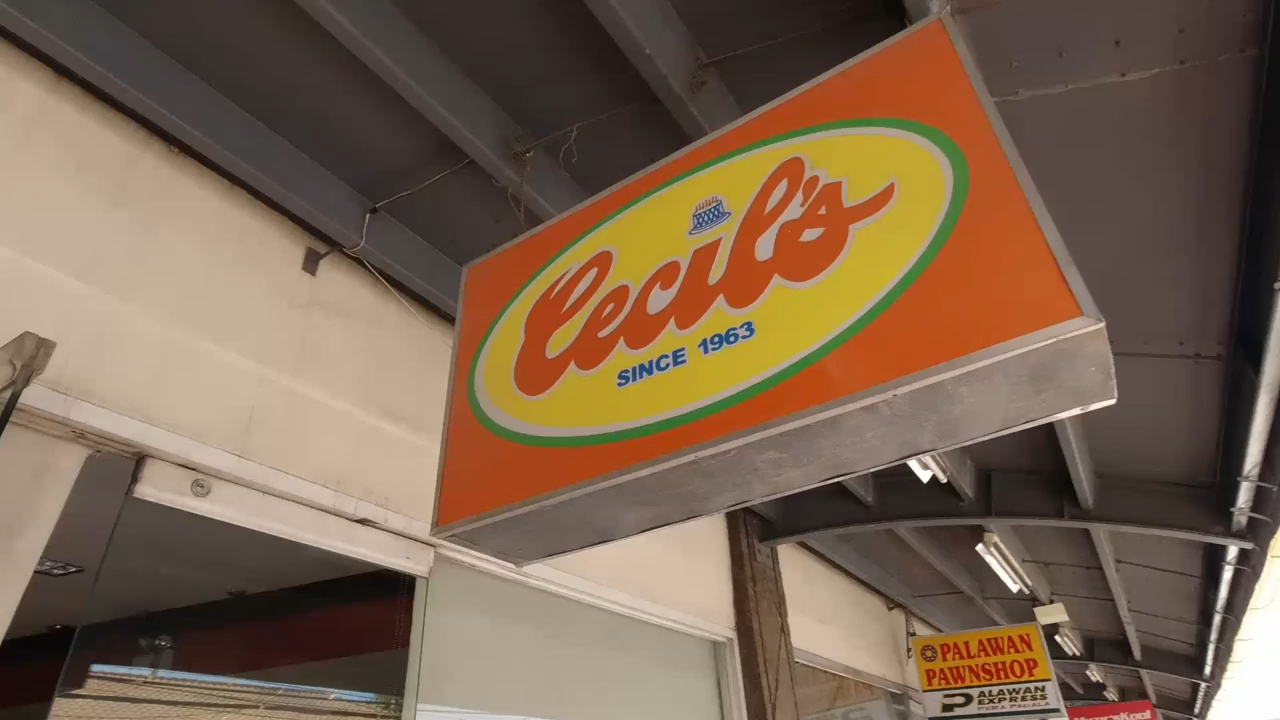 Cecil's
SINCE 1963
PALAWAN
PAWNSHOP
PALAWAN
EXPRESS
PERA PADALA